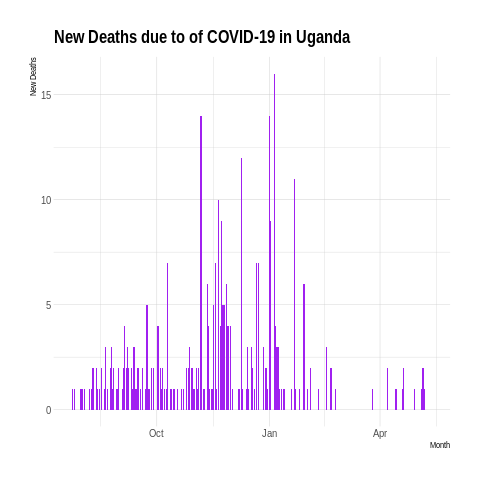 New Deaths due to of COVID-19 in Uganda
New Deaths
15
10
5
0
Oct Jan Apr
Month